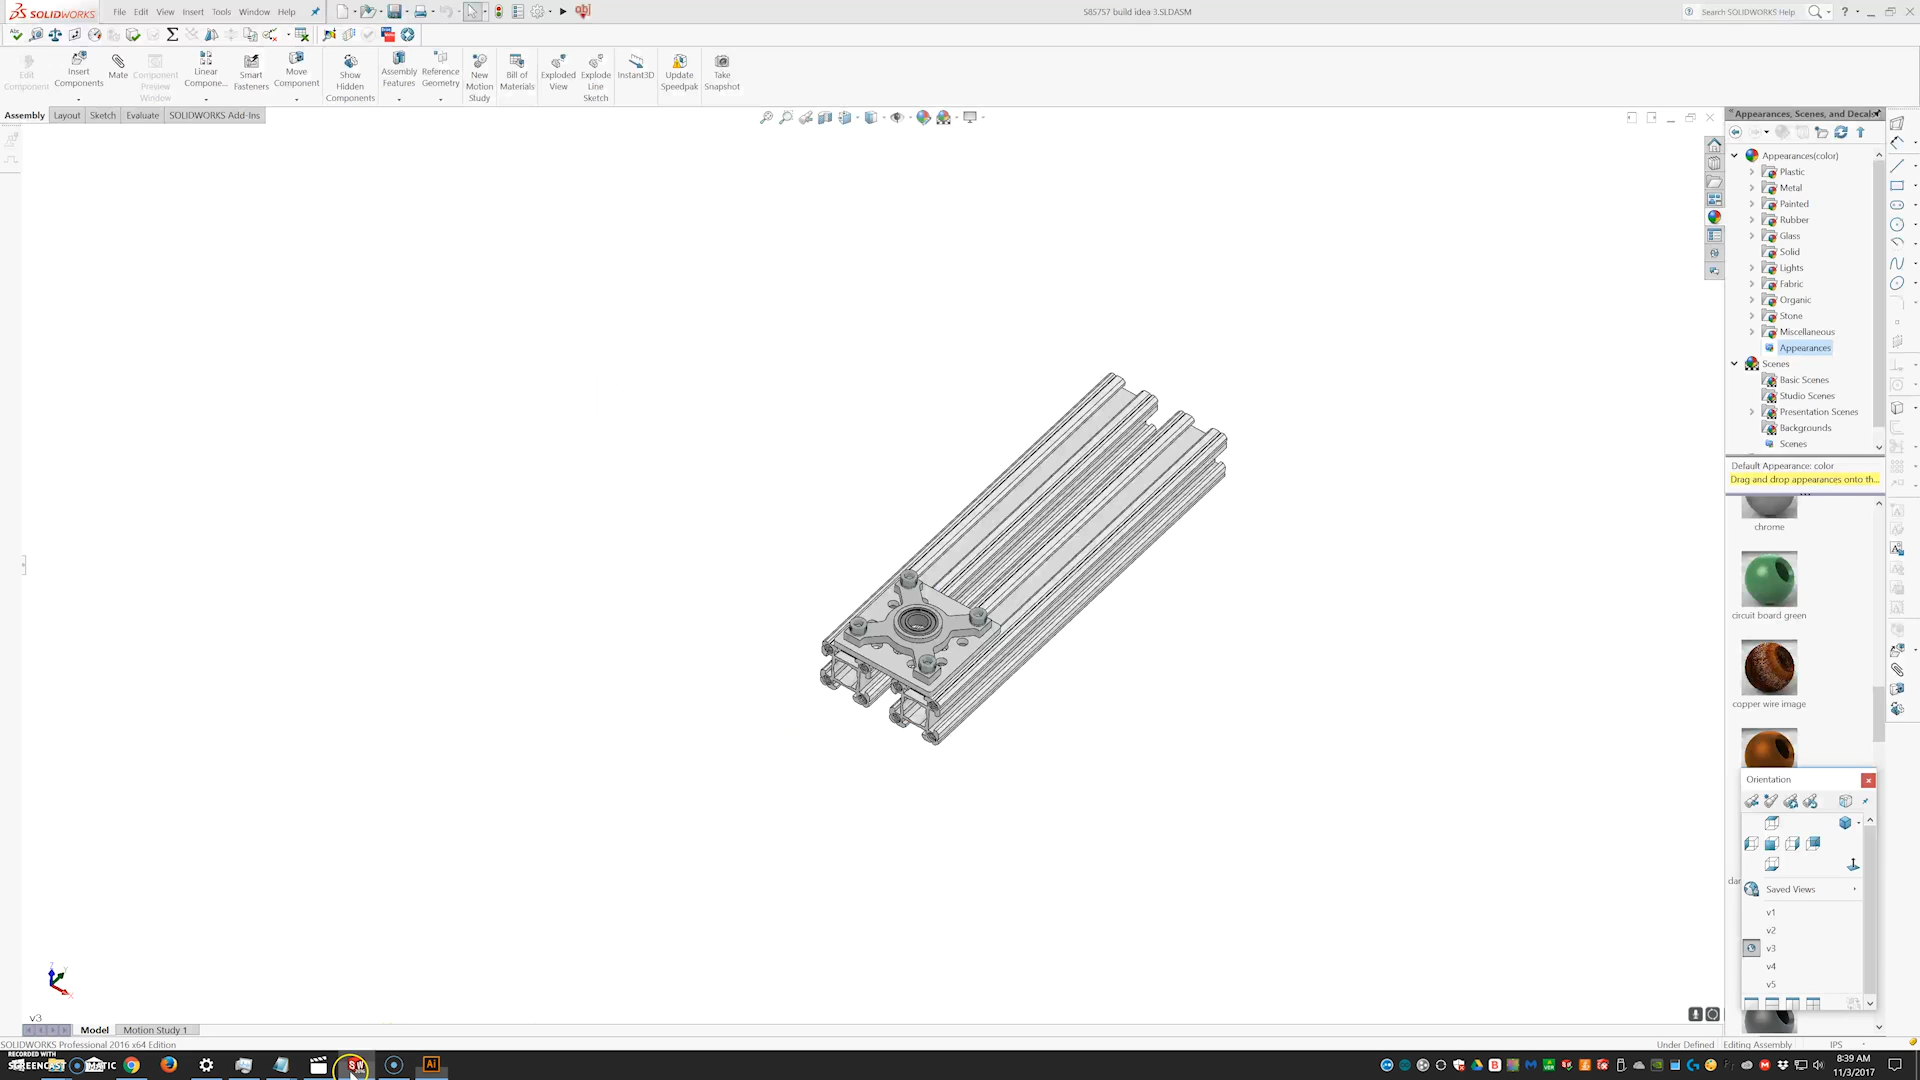 SOLIDWORKS File Edit View Insert Tools Window Help
585757 build idea 3.SLDASM
Search SOLIDWORKS Help
Edit Component
Insert Components
Mate
Component Preview Window
Linear Compone...
Smart Fasteners
Move Component
Show Hidden Components
Assembly Features
Reference Geometry
New Motion Study
Bill of Materials
Exploded View
Explode Line Sketch
Instant3D
Update Speedpak
Take Snapshot
Assembly Layout Sketch Evaluate SOLIDWORKS Add-Ins
Appearances, Scenes, and Decals
Appearances(color)
Plastic
Metal
Painted
Rubber
Glass
Solid
Lights
Fabric
Organic
Stone
Miscellaneous
Appearances
Scenes
Basic Scenes
Studio Scenes
Presentation Scenes
Backgrounds
Scenes
Default Appearance: color
Drag and drop appearances onto th...
chrome
circuit board green
copper wire image
Orientation
Saved Views
v1
v2
v3
v4
v5
v3
Model Motion Study 1
SOLIDWORKS Professional 2016 x64 Edition
Under Defined Editing Assembly IPS
RECORDED WITH
SCREENCAST MATIC
8:39 AM
11/3/2017